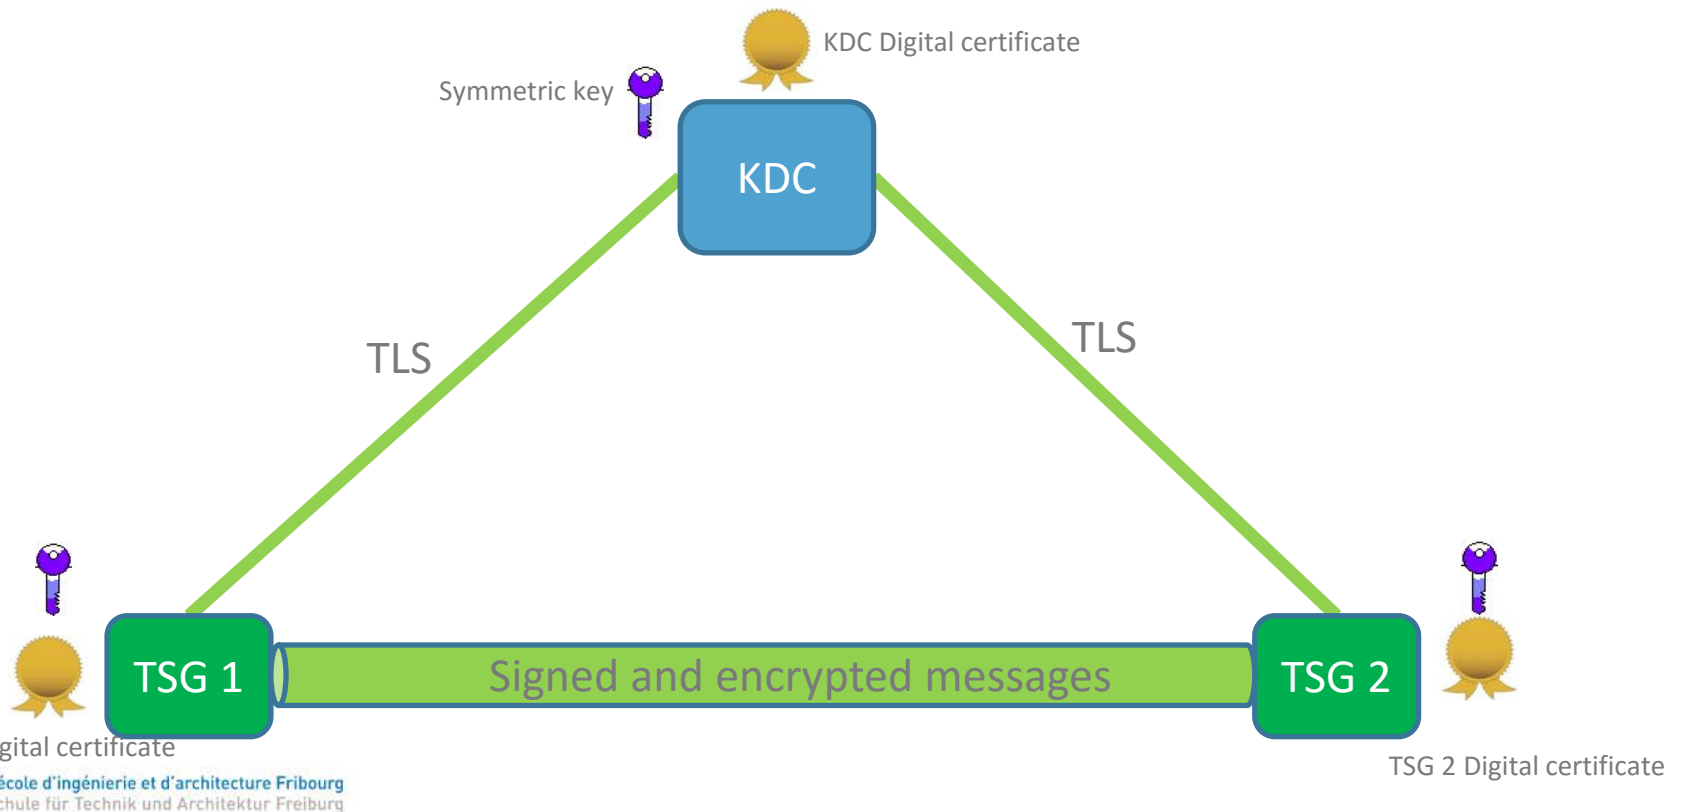 KDC Digital certificate
Symmetric key
KDC
TLS
TLS
TSG 1
Signed and encrypted messages
TSG 2
gital certificate
TSG 2 Digital certificate
école d'ingénierie et d'architecture Fribourg
chule für Technik und Architektur Freiburg